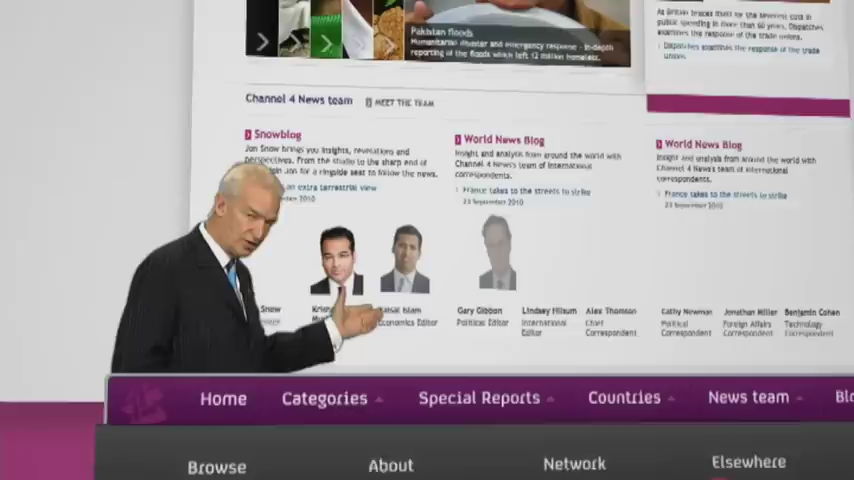 Pakistan floods
Humanitarian disaster and emergency response - in-depth
reporting of the floods which left 12 million homeless.
As Britain braces itself for the severest cuts in
public spending in more than 60 years, Dispatches
examines the response of the trade unions.
Dispatches examines the response of the trade
unions
Channel 4 News team
MEET THE TEAM
Snowblog
Jon Snow brings you insights, revelations and
perspectives. From the studio to the sharp end of
join Jon for a ringside seat to follow the news.
an extra terrestrial view
2010
World News Blog
Insight and analysis from around the world with
Channel 4 News's team of international
correspondents.
France takes to the streets to strike
23 September 2010
World News Blog
Insight and analysis from around the world with
Channel 4 News's team of international
correspondents.
France takes to the streets to strike
23 September 2010
Snow
Faisal Islam
Economics Editor
Gary Gibbon
Political Editor
Lindsey Hilsum
International
Editor
Alex Thomson
Chief
Correspondent
Cathy Newman
Political
Correspondent
Jonathan Miller
Foreign Affairs
Correspondent
Benjamin Cohen
Technology
Correspondent
Home Categories Special Reports Countries News team
Browse About Network Elsewhere